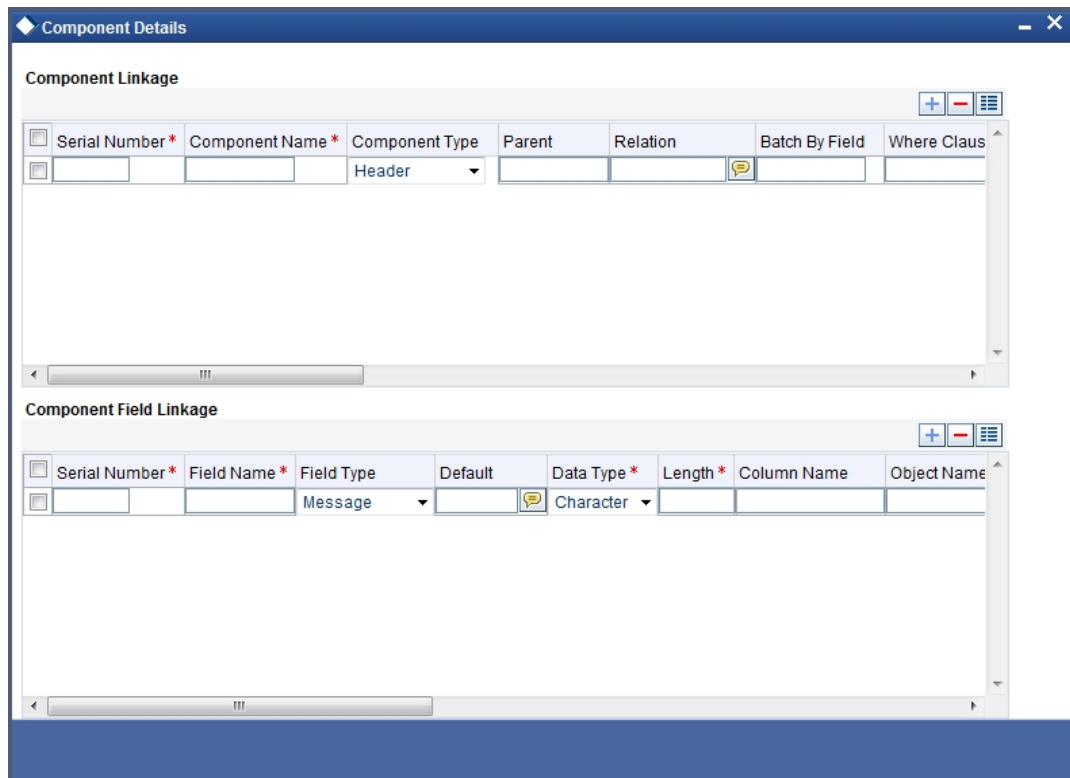 Component Details
Component Linkage
Serial Number * Component Name * Component Type Parent Relation Batch By Field Where Claus
Header
Component Field Linkage
Serial Number * Field Name * Field Type Default Data Type * Length * Column Name Object Name
Message Character